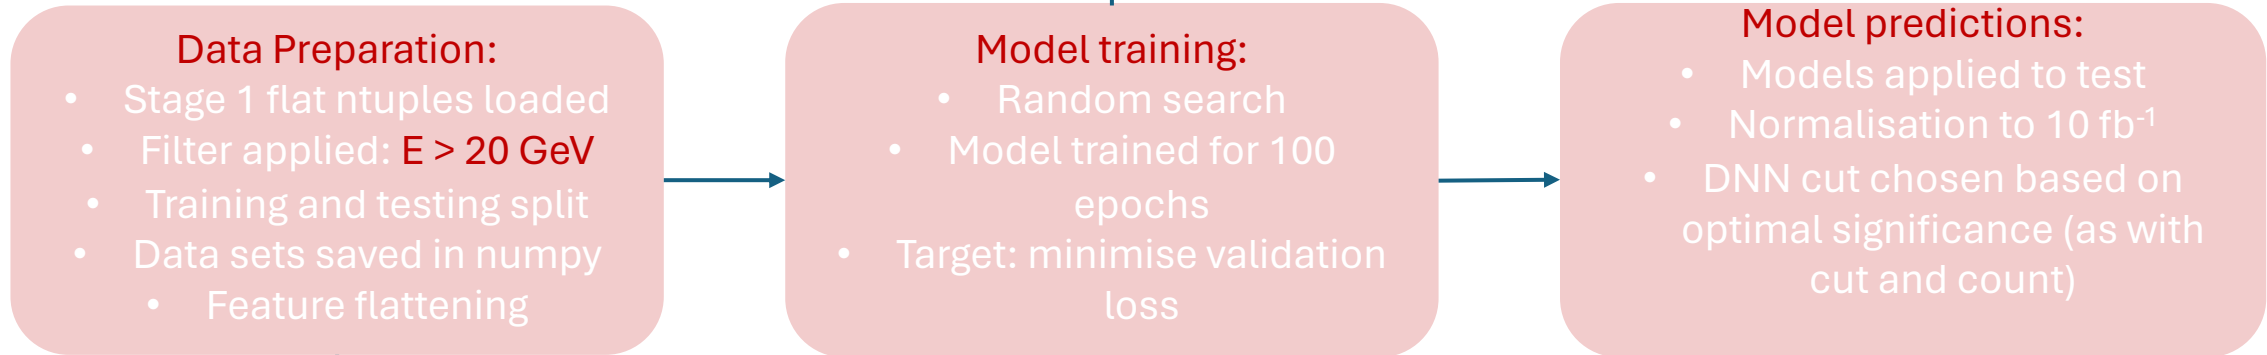 Data Preparation:
• Stage 1 flat ntuples loaded
• Filter applied: E > 20 GeV
• Training and testing split
• Data sets saved in numpy
• Feature flattening
Model training:
• Random search
• Model trained for 100
epochs
• Target: minimise validation
loss
Model predictions:
• Models applied to test
• Normalisation to 10 fb⁻¹
• DNN cut chosen based on
optimal significance (as with
cut and count)